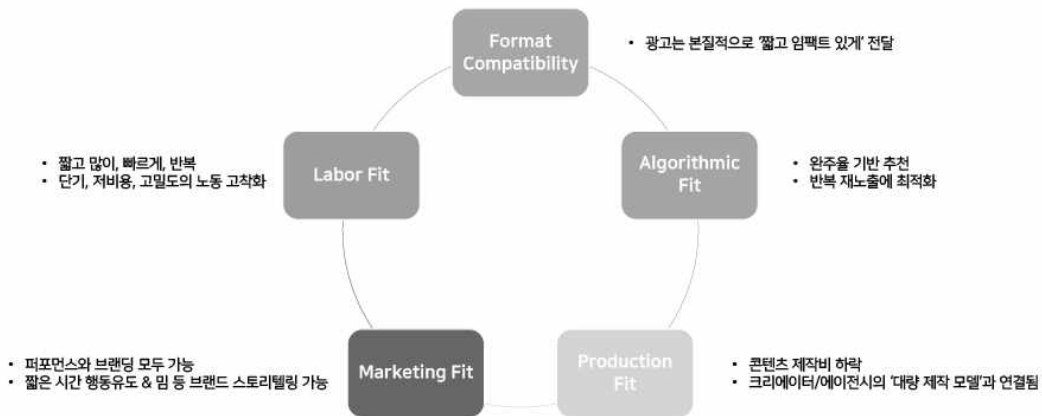 Format
Compatibility
• 광고는 본질적으로 '짧고 임팩트 있게' 전달
Algorithmic
Fit
• 완주율 기반 추천
• 반복 재노출에 최적화
Production
Fit
• 콘텐츠 제작비 하락
• 크리에이터/에이전시의 '대량 제작 모델'과 연결됨
Marketing Fit
• 퍼포먼스와 브랜딩 모두 가능
• 짧은 시간 행동유도 & 밈 등 브랜드 스토리텔링 가능
Labor Fit
• 짧고 많이, 빠르게, 반복
• 단기, 저비용, 고밀도의 노동 고착화